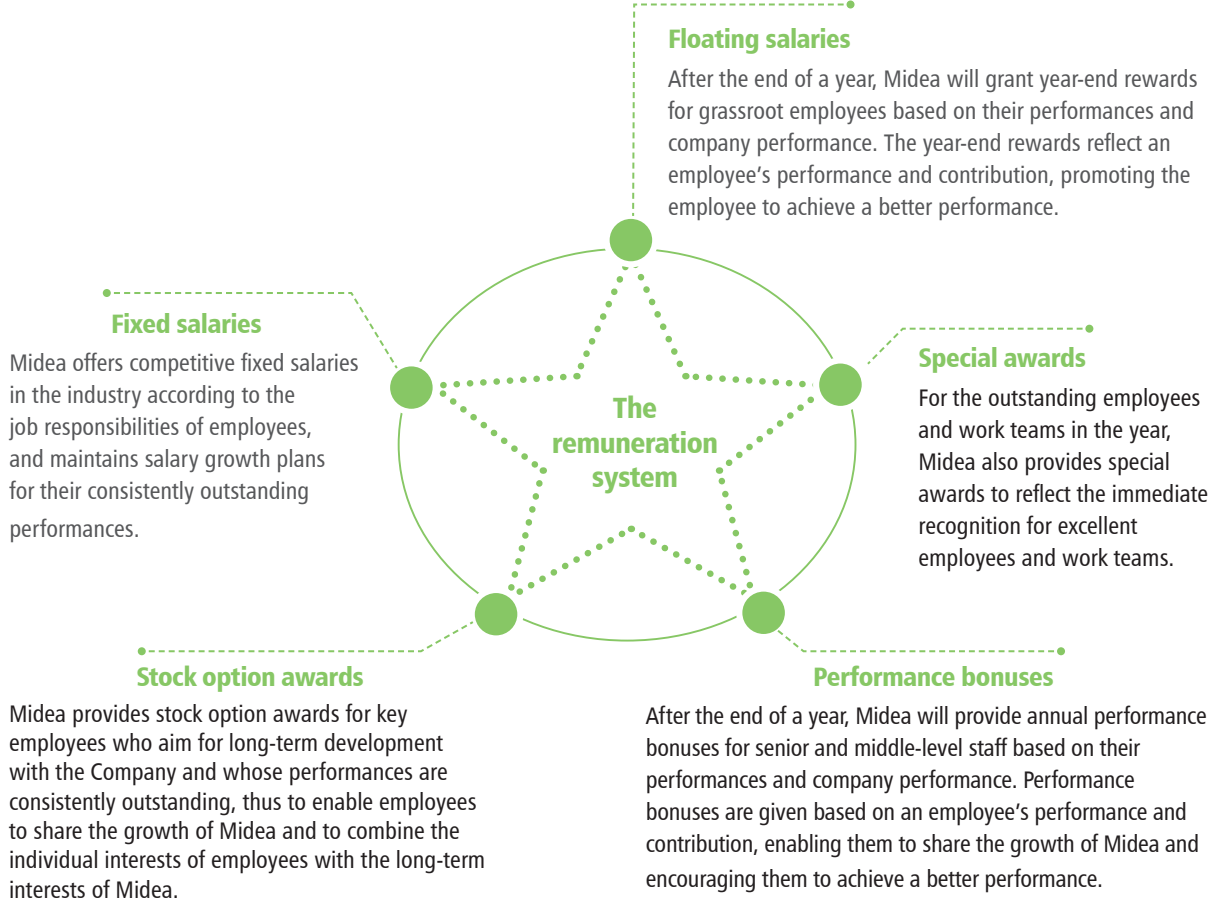 Floating salaries
After the end of a year, Midea will grant year-end rewards
for grassroot employees based on their performances and
company performance. The year-end rewards reflect an
employee’s performance and contribution, promoting the
employee to achieve a better performance.
Fixed salaries
Midea offers competitive fixed salaries
in the industry according to the
job responsibilities of employees,
and maintains salary growth plans
for their consistently outstanding
performances.
The
remuneration
system
Special awards
For the outstanding employees
and work teams in the year,
Midea also provides special
awards to reflect the immediate
recognition for excellent
employees and work teams.
Stock option awards
Midea provides stock option awards for key
employees who aim for long-term development
with the Company and whose performances are
consistently outstanding, thus to enable employees
to share the growth of Midea and to combine the
individual interests of employees with the long-term
interests of Midea.
Performance bonuses
After the end of a year, Midea will provide annual performance
bonuses for senior and middle-level staff based on their
performances and company performance. Performance
bonuses are given based on an employee’s performance and
contribution, enabling them to share the growth of Midea and
encouraging them to achieve a better performance.